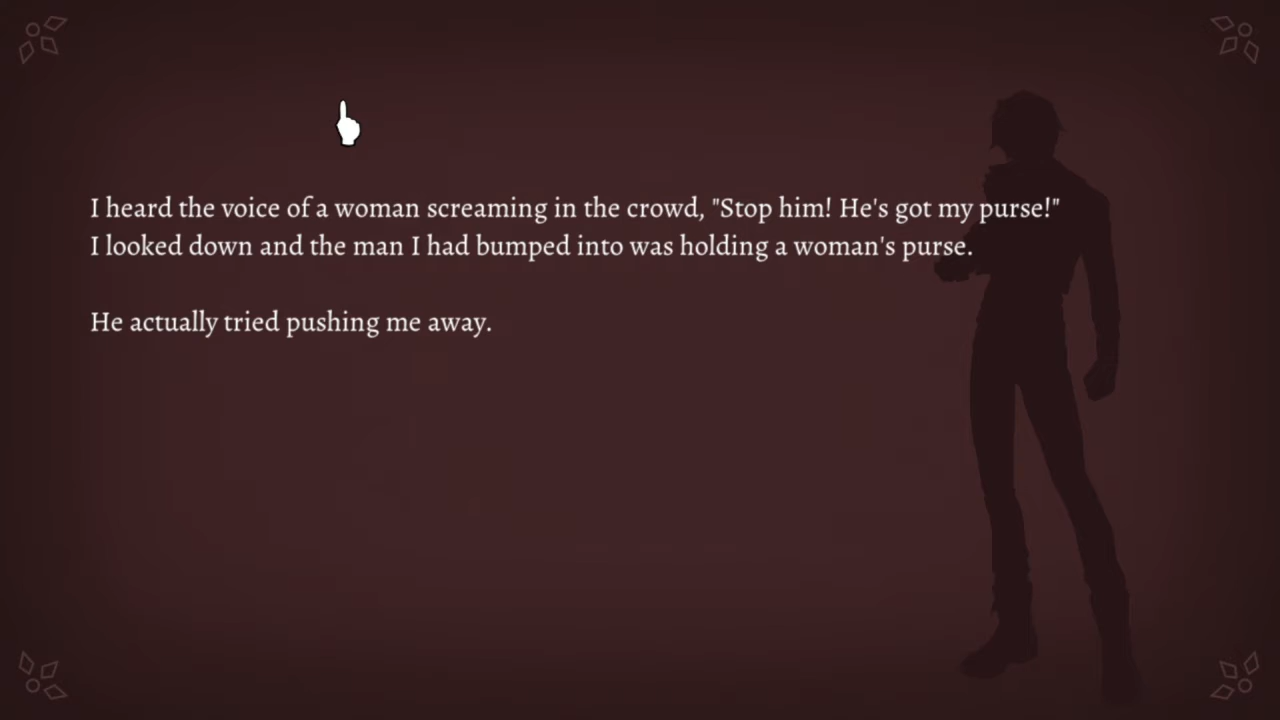 I heard the voice of a woman screaming in the crowd, "Stop him! He's got my purse!"
I looked down and the man I had bumped into was holding a woman's purse.
He actually tried pushing me away.